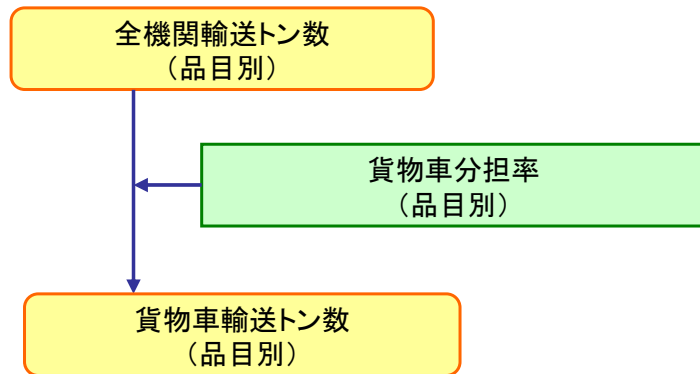 全機関輸送トン数
（品目別）
貨物車分担率
（品目別）
貨物車輸送トン数
（品目別）